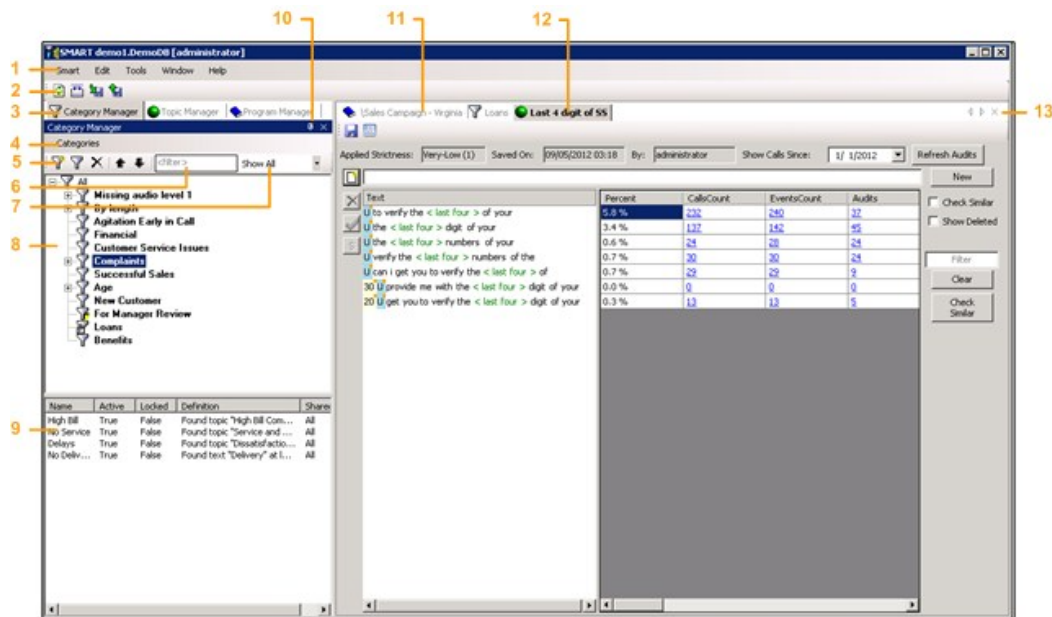 10 11 12
SMART demo1.DemoDB [administrator]
1 Smart Edit Tools Window Help
2
3 Category Manager Topic Manager Program Manager \Sales Campaign - Virginia Loans Last 4 digit of SS 13
Category Manager
4 Categories
5 <filter> Show All
6
7
Applied Strictness: Very-Low (1) Saved On: 09/05/2012 03:18 By: administrator Show Calls Since: 1/ 1/2012 Refresh Audits
New
Check Similar
Show Deleted
Filter
Clear
Check Similar
8
All
Missing audio level 1
By length
Agitation Early in Call
Financial
Customer Service Issues
Complaints
Successful Sales
Age
New Customer
For Manager Review
Loans
Benefits
Text Percent CallsCount EventsCount Audits
U to verify the < last four > of your 5.8 % 232 240 37
U the < last four > digit of your 3.4 % 137 142 45
U the < last four > numbers of your 0.6 % 24 28 24
U verify the < last four > numbers of the 0.7 % 30 30 24
U can i get you to verify the < last four > of 0.7 % 29 29 9
30 U provide me with the < last four > digit of your 0.0 % 0 0 0
20 U get you to verify the < last four > digit of your 0.3 % 13 13 5
Name Active Locked Definition Shared
High Bill True False Found topic "High Bill Com... All
9 No Service True False Found topic "Service and ... All
Delays True False Found topic "Dissatisfactio... All
No Deliv... True False Found text "Delivery" at l... All